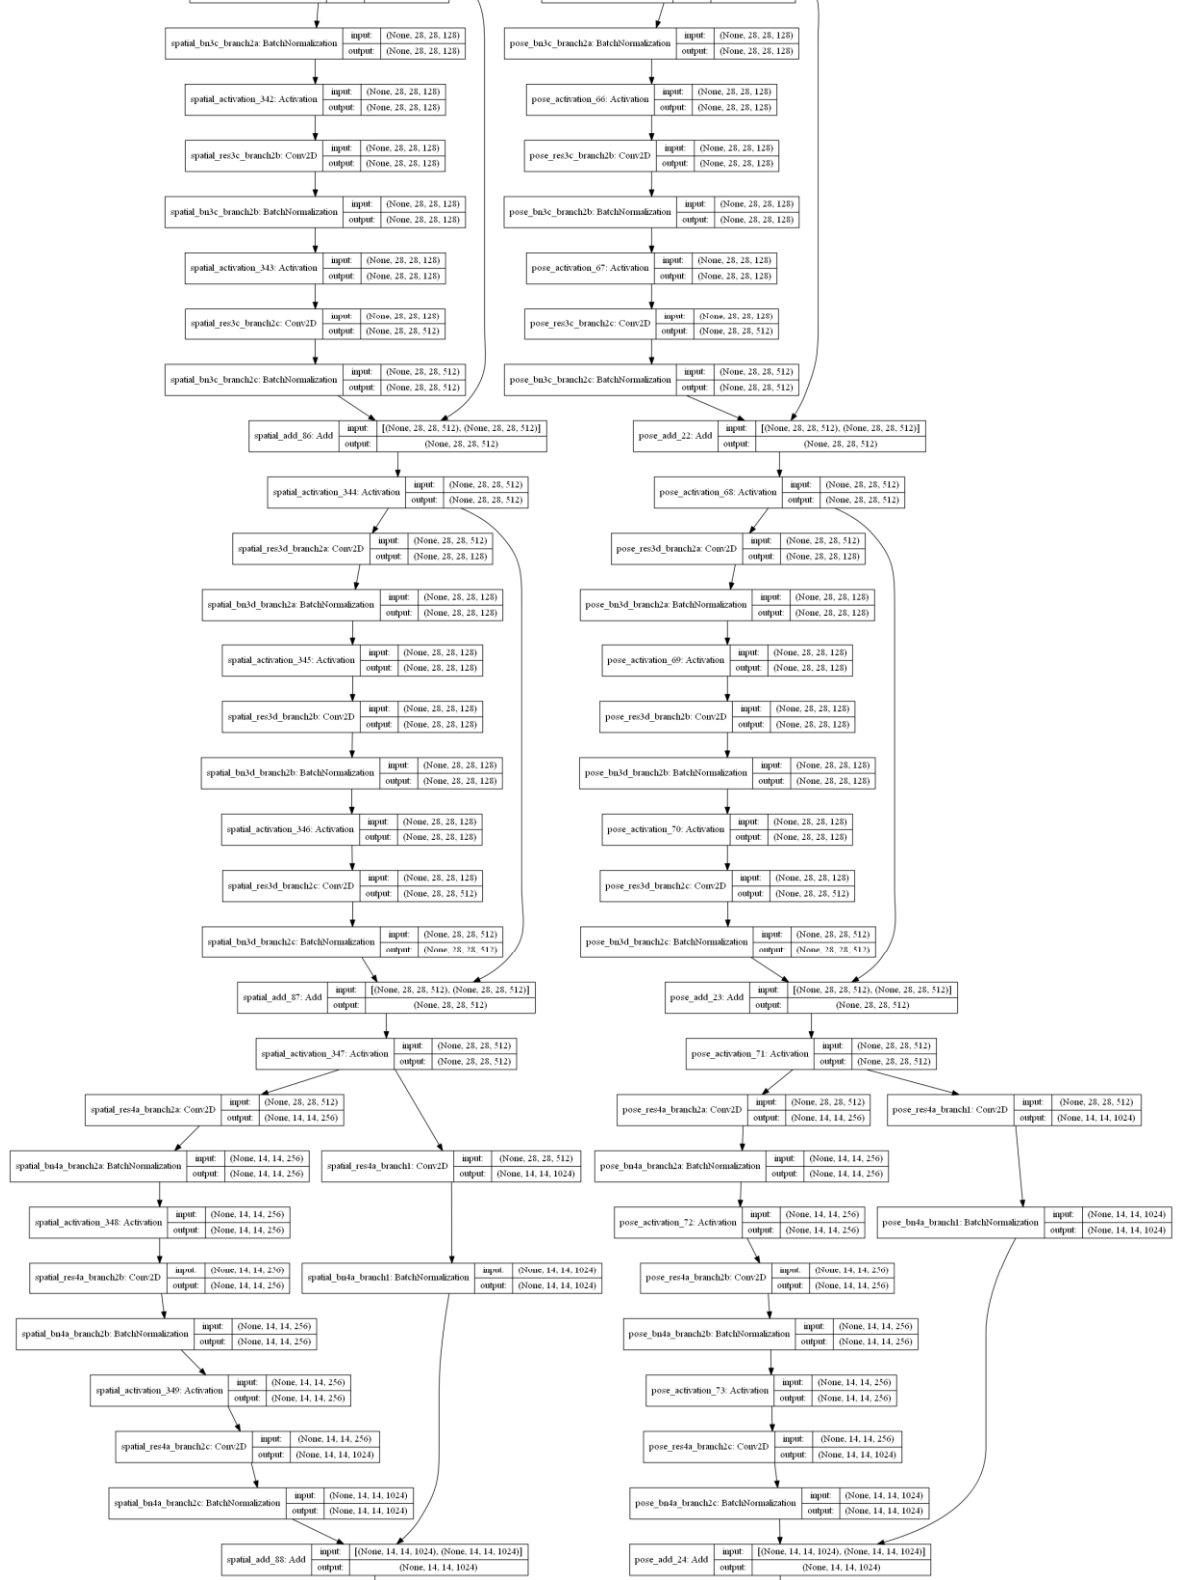 spatial_bn3c_branch2a: BatchNormalization input: (None, 28, 28, 128) output: (None, 28, 28, 128)
pose_bn3c_branch2a: BatchNormalization input: (None, 28, 28, 128) output: (None, 28, 28, 128)
spatial_activation_342: Activation input: (None, 28, 28, 128) output: (None, 28, 28, 128)
pose_activation_66: Activation input: (None, 28, 28, 128) output: (None, 28, 28, 128)
spatial_res3c_branch2b: Conv2D input: (None, 28, 28, 128) output: (None, 28, 28, 128)
pose_res3c_branch2b: Conv2D input: (None, 28, 28, 128) output: (None, 28, 28, 128)
spatial_bn3c_branch2b: BatchNormalization input: (None, 28, 28, 128) output: (None, 28, 28, 128)
pose_bn3c_branch2b: BatchNormalization input: (None, 28, 28, 128) output: (None, 28, 28, 128)
spatial_activation_343: Activation input: (None, 28, 28, 128) output: (None, 28, 28, 128)
pose_activation_67: Activation input: (None, 28, 28, 128) output: (None, 28, 28, 128)
spatial_res3c_branch2c: Conv2D input: (None, 28, 28, 128) output: (None, 28, 28, 512)
pose_res3c_branch2c: Conv2D input: (None, 28, 28, 128) output: (None, 28, 28, 512)
spatial_bn3c_branch2c: BatchNormalization input: (None, 28, 28, 512) output: (None, 28, 28, 512)
pose_bn3c_branch2c: BatchNormalization input: (None, 28, 28, 512) output: (None, 28, 28, 512)
spatial_add_86: Add input: [(None, 28, 28, 512), (None, 28, 28, 512)] output: (None, 28, 28, 512)
pose_add_22: Add input: [(None, 28, 28, 512), (None, 28, 28, 512)] output: (None, 28, 28, 512)
spatial_activation_344: Activation input: (None, 28, 28, 512) output: (None, 28, 28, 512)
pose_activation_68: Activation input: (None, 28, 28, 512) output: (None, 28, 28, 512)
spatial_res3d_branch2a: Conv2D input: (None, 28, 28, 512) output: (None, 28, 28, 128)
pose_res3d_branch2a: Conv2D input: (None, 28, 28, 512) output: (None, 28, 28, 128)
spatial_bn3d_branch2a: BatchNormalization input: (None, 28, 28, 128) output: (None, 28, 28, 128)
pose_bn3d_branch2a: BatchNormalization input: (None, 28, 28, 128) output: (None, 28, 28, 128)
spatial_activation_345: Activation input: (None, 28, 28, 128) output: (None, 28, 28, 128)
pose_activation_69: Activation input: (None, 28, 28, 128) output: (None, 28, 28, 128)
spatial_res3d_branch2b: Conv2D input: (None, 28, 28, 128) output: (None, 28, 28, 128)
pose_res3d_branch2b: Conv2D input: (None, 28, 28, 128) output: (None, 28, 28, 128)
spatial_bn3d_branch2b: BatchNormalization input: (None, 28, 28, 128) output: (None, 28, 28, 128)
pose_bn3d_branch2b: BatchNormalization input: (None, 28, 28, 128) output: (None, 28, 28, 128)
spatial_activation_346: Activation input: (None, 28, 28, 128) output: (None, 28, 28, 128)
pose_activation_70: Activation input: (None, 28, 28, 128) output: (None, 28, 28, 128)
spatial_res3d_branch2c: Conv2D input: (None, 28, 28, 128) output: (None, 28, 28, 512)
pose_res3d_branch2c: Conv2D input: (None, 28, 28, 128) output: (None, 28, 28, 512)
spatial_bn3d_branch2c: BatchNormalization input: (None, 28, 28, 512) output: (None, 28, 28, 512)
pose_bn3d_branch2c: BatchNormalization input: (None, 28, 28, 512) output: (None, 28, 28, 512)
spatial_add_87: Add input: [(None, 28, 28, 512), (None, 28, 28, 512)] output: (None, 28, 28, 512)
pose_add_23: Add input: [(None, 28, 28, 512), (None, 28, 28, 512)] output: (None, 28, 28, 512)
spatial_activation_347: Activation input: (None, 28, 28, 512) output: (None, 28, 28, 512)
pose_activation_71: Activation input: (None, 28, 28, 512) output: (None, 28, 28, 512)
spatial_res4a_branch2a: Conv2D input: (None, 28, 28, 512) output: (None, 14, 14, 256)
pose_res4a_branch2a: Conv2D input: (None, 28, 28, 512) output: (None, 14, 14, 256)
pose_res4a_branch1: Conv2D input: (None, 28, 28, 512) output: (None, 14, 14, 1024)
spatial_bn4a_branch2a: BatchNormalization input: (None, 14, 14, 256) output: (None, 14, 14, 256)
spatial_res4a_branch1: Conv2D input: (None, 28, 28, 512) output: (None, 14, 14, 1024)
pose_bn4a_branch2a: BatchNormalization input: (None, 14, 14, 256) output: (None, 14, 14, 256)
spatial_activation_348: Activation input: (None, 14, 14, 256) output: (None, 14, 14, 256)
pose_activation_72: Activation input: (None, 14, 14, 256) output: (None, 14, 14, 256)
pose_bn4a_branch1: BatchNormalization input: (None, 14, 14, 1024) output: (None, 14, 14, 1024)
spatial_res4a_branch2b: Conv2D input: (None, 14, 14, 256) output: (None, 14, 14, 256)
spatial_bn4a_branch1: BatchNormalization input: (None, 14, 14, 1024) output: (None, 14, 14, 1024)
pose_res4a_branch2b: Conv2D input: (None, 14, 14, 256) output: (None, 14, 14, 256)
spatial_bn4a_branch2b: BatchNormalization input: (None, 14, 14, 256) output: (None, 14, 14, 256)
pose_bn4a_branch2b: BatchNormalization input: (None, 14, 14, 256) output: (None, 14, 14, 256)
spatial_activation_349: Activation input: (None, 14, 14, 256) output: (None, 14, 14, 256)
pose_activation_73: Activation input: (None, 14, 14, 256) output: (None, 14, 14, 256)
spatial_res4a_branch2c: Conv2D input: (None, 14, 14, 256) output: (None, 14, 14, 1024)
pose_res4a_branch2c: Conv2D input: (None, 14, 14, 256) output: (None, 14, 14, 1024)
spatial_bn4a_branch2c: BatchNormalization input: (None, 14, 14, 1024) output: (None, 14, 14, 1024)
pose_bn4a_branch2c: BatchNormalization input: (None, 14, 14, 1024) output: (None, 14, 14, 1024)
spatial_add_88: Add input: [(None, 14, 14, 1024), (None, 14, 14, 1024)] output: (None, 14, 14, 1024)
pose_add_24: Add input: [(None, 14, 14, 1024), (None, 14, 14, 1024)] output: (None, 14, 14, 1024)